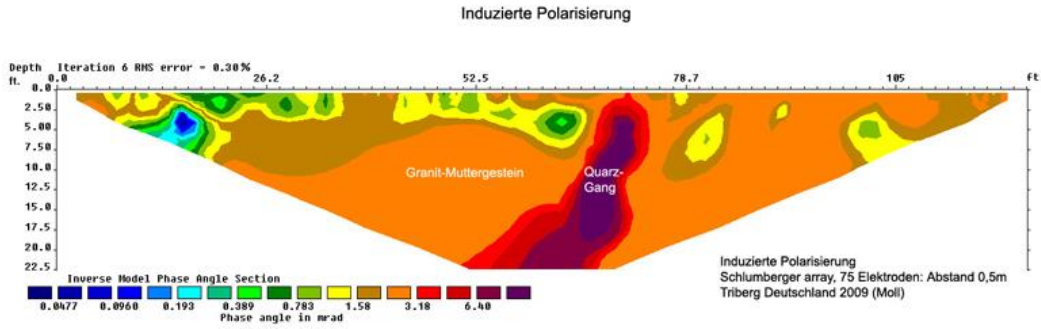 Induzierte Polarisierung
Depth Iteration 6 RMS error = 0.30%
ft. 0.0 26.2 52.5 78.7 105 ft
0.0
2.50
5.00
7.50
10.0
12.5
15.0
17.5
20.0
22.5
Granit-Muttergestein
Quarz-
Gang
Inverse Model Phase Angle Section
0.0477 0.0960 0.193 0.389 0.783 1.58 3.18 6.40
Phase angle in mrad
Induzierte Polarisierung
Schlumberger array, 75 Elektroden: Abstand 0,5m
Triberg Deutschland 2009 (Moll)